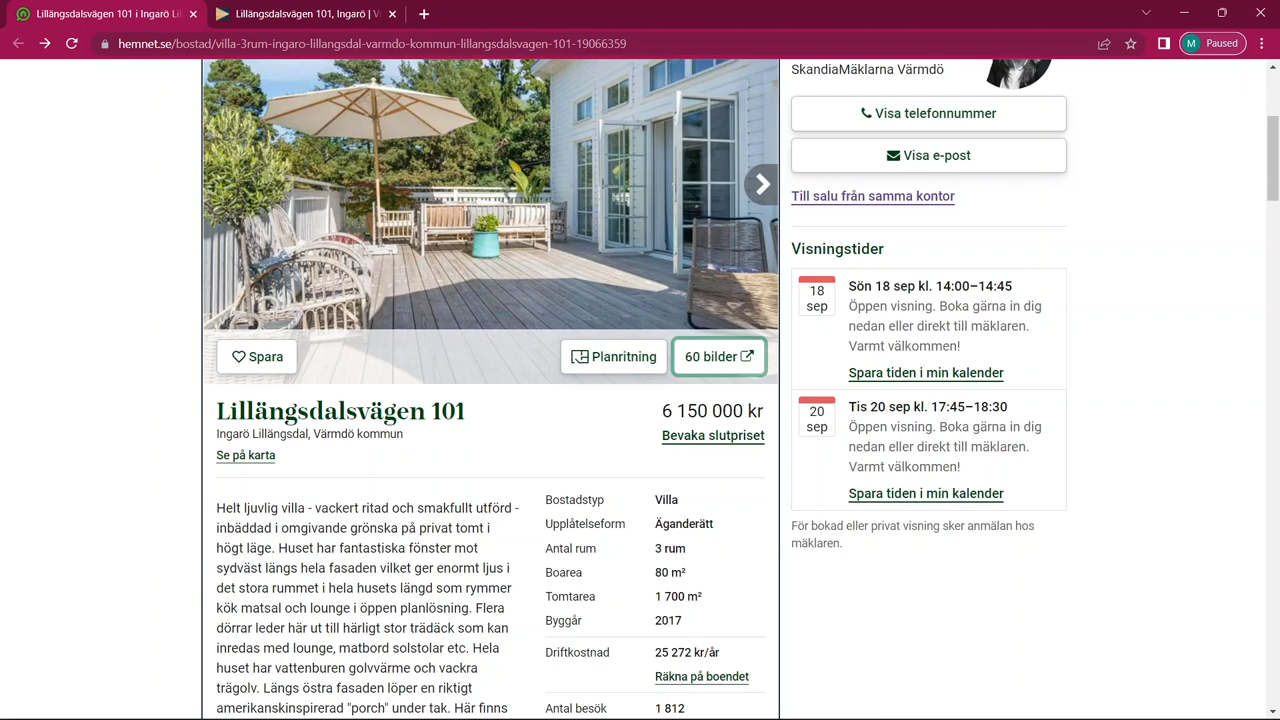 Lillängsdalsvägen 101 i Ingarö Li
Lillängsdalsvägen 101, Ingarö | V
hemnet.se/bostad/villa-3rum-ingaro-lillangsdal-varmdo-kommun-lillangsdalsvagen-101-19066359
M Paused
SkandiaMäklarna Värmdö
Visa telefonnummer
Visa e-post
Till salu från samma kontor
Visningstider
18 sep
Sön 18 sep kl. 14:00–14:45
Öppen visning. Boka gärna in dig
nedan eller direkt till mäklaren.
Varmt välkommen!
Spara tiden i min kalender
20 sep
Tis 20 sep kl. 17:45–18:30
Öppen visning. Boka gärna in dig
nedan eller direkt till mäklaren.
Varmt välkommen!
Spara tiden i min kalender
För bokad eller privat visning sker anmälan hos
mäklaren.
Spara
Planritning
60 bilder
Lillängsdalsvägen 101
6 150 000 kr
Ingarö Lillängsdal, Värmdö kommun
Bevaka slutpriset
Se på karta
Helt ljuvlig villa - vackert ritad och smakfullt utförd -
inbäddad i omgivande grönska på privat tomt i
högt läge. Huset har fantastiska fönster mot
sydväst längs hela fasaden vilket ger enormt ljus i
det stora rummet i hela husets längd som rymmer
kök matsal och lounge i öppen planlösning. Flera
dörrar leder här ut till härligt stor trädäck som kan
inredas med lounge, matbord solstolar etc. Hela
huset har vattenburen golvvärme och vackra
trägolv. Längs östra fasaden löper en riktigt
amerikanskinspirerad "porch" under tak. Här finns
Bostadstyp Villa
Upplåtelseform Äganderätt
Antal rum 3 rum
Boarea 80 m²
Tomtarea 1 700 m²
Byggår 2017
Driftkostnad 25 272 kr/år
Räkna på boendet
Antal besök 1 812